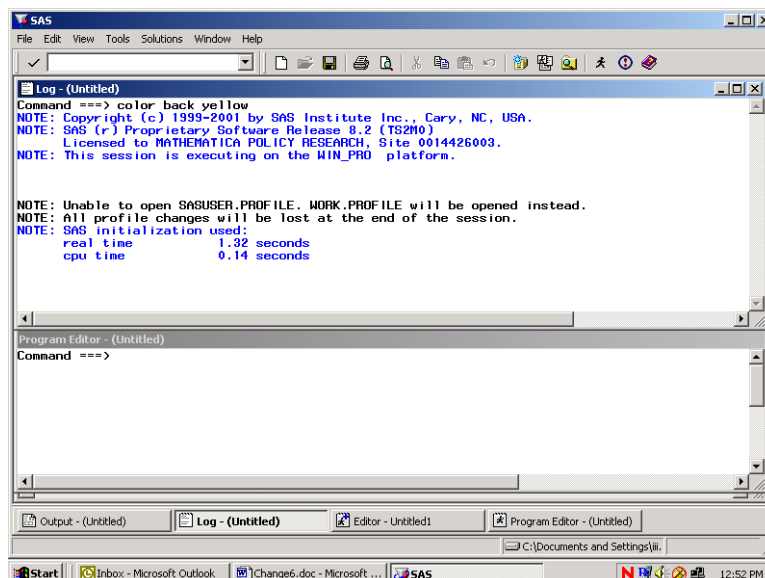 SAS
File Edit View Tools Solutions Window Help
Log - (Untitled)
Command ===> color back yellow
NOTE: Copyright (c) 1999-2001 by SAS Institute Inc., Cary, NC, USA.
NOTE: SAS (r) Proprietary Software Release 8.2 (TS2M0)
Licensed to MATHEMATICA POLICY RESEARCH, Site 0014426003.
NOTE: This session is executing on the WIN_PRO platform.
NOTE: Unable to open SASUSER.PROFILE. WORK.PROFILE will be opened instead.
NOTE: All profile changes will be lost at the end of the session.
NOTE: SAS initialization used:
real time 1.32 seconds
cpu time 0.14 seconds
Program Editor - (Untitled)
Command ===>
Output - (Untitled) Log - (Untitled) Editor - Untitled1 Program Editor - (Untitled)
C:\Documents and Settings\iii.
Start Inbox - Microsoft Outlook Change6.doc - Microsoft ... SAS N 12:52 PM